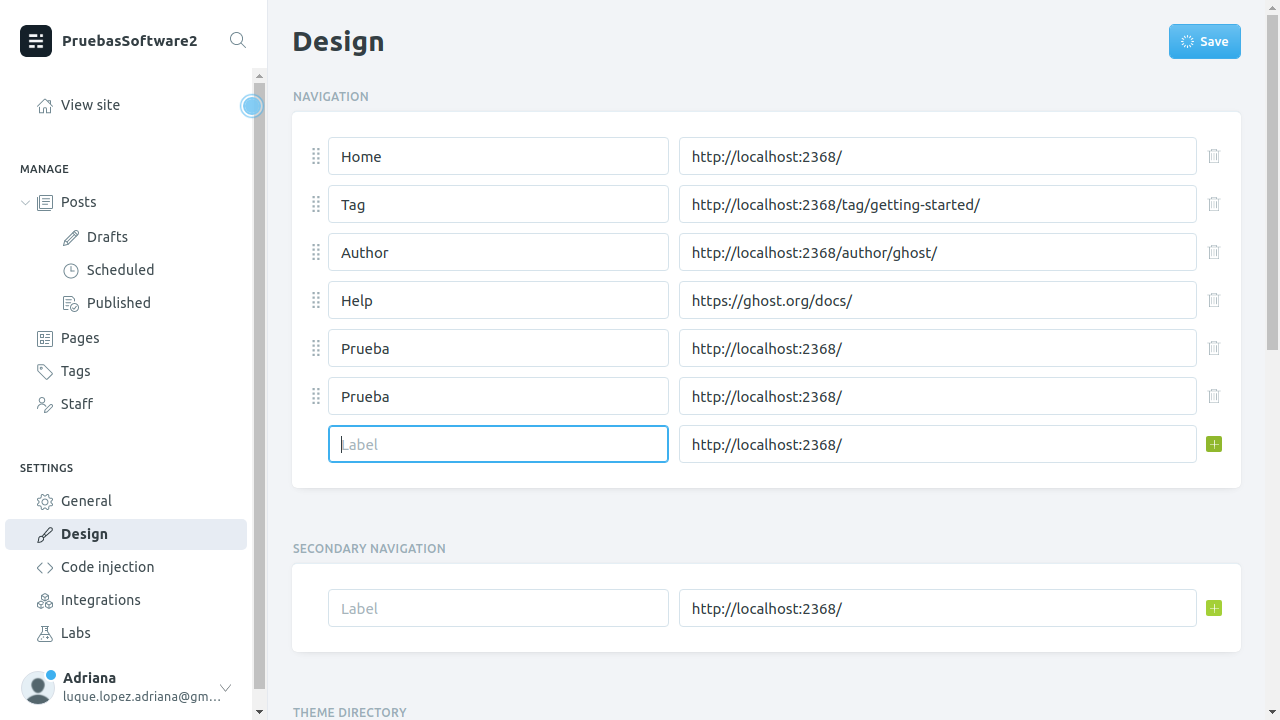 PruebasSoftware2
View site
MANAGE
Posts
Drafts
Scheduled
Published
Pages
Tags
Staff
SETTINGS
General
Design
Code injection
Integrations
Labs
Adriana
luque.lopez.adriana@gm...
Design
Save
NAVIGATION
Home http://localhost:2368/
Tag http://localhost:2368/tag/getting-started/
Author http://localhost:2368/author/ghost/
Help https://ghost.org/docs/
Prueba http://localhost:2368/
Prueba http://localhost:2368/
Label http://localhost:2368/
SECONDARY NAVIGATION
Label http://localhost:2368/
THEME DIRECTORY